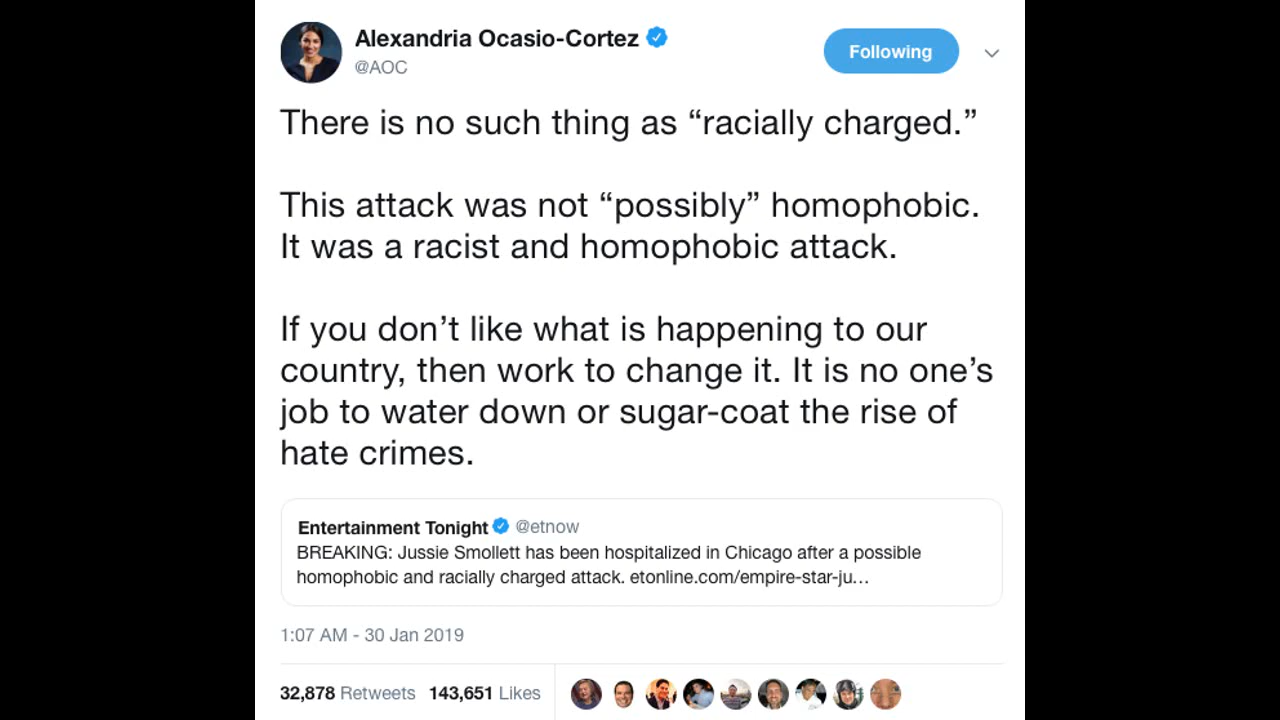 Alexandria Ocasio-Cortez
Following
@AOC
There is no such thing as “racially charged.”
This attack was not “possibly” homophobic.
It was a racist and homophobic attack.
If you don’t like what is happening to our
country, then work to change it. It is no one’s
job to water down or sugar-coat the rise of
hate crimes.
Entertainment Tonight @etnow
BREAKING: Jussie Smollett has been hospitalized in Chicago after a possible
homophobic and racially charged attack. etonline.com/empire-star-ju…
1:07 AM - 30 Jan 2019
32,878 Retweets 143,651 Likes